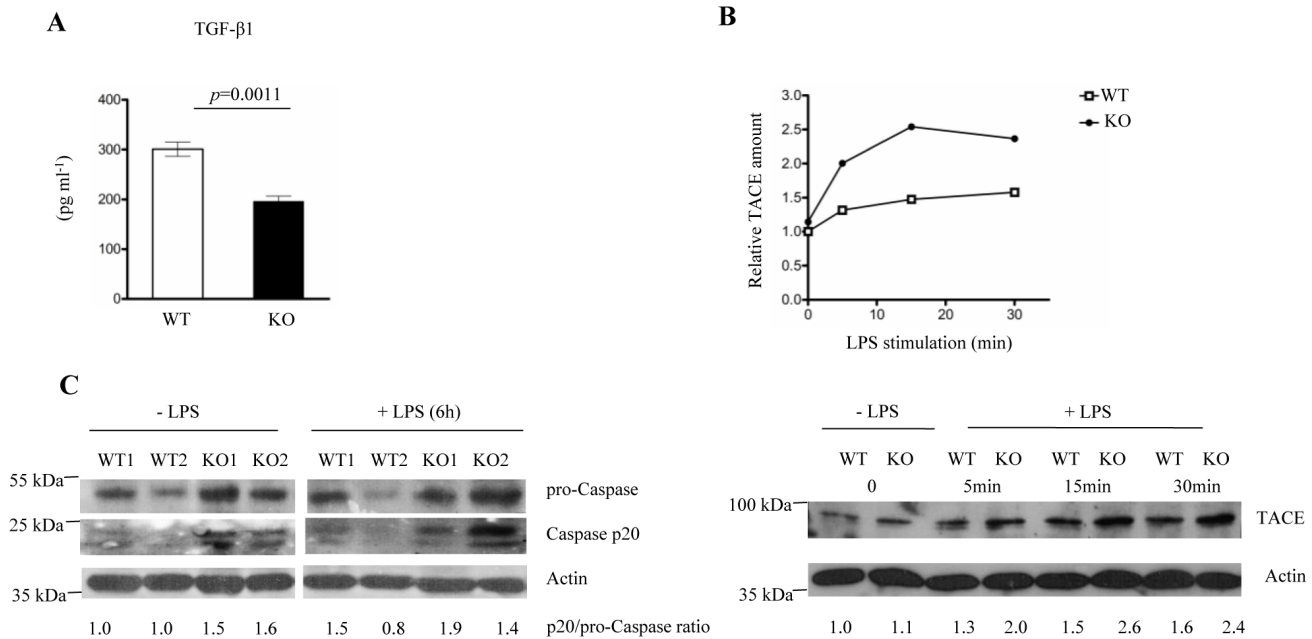 A
TGF-β1
p=0.0011
400
300
200
300
0
(pg ml-1)
WT KO
B
3.0
2.5
2.0
1.5
1.0
0.5
0.0
Relative TACE amount
0 10 20 30
LPS stimulation (min)
WT
KO
C
- LPS + LPS (6h)
WT1 WT2 KO1 KO2 WT1 WT2 KO1 KO2
55 kDa pro-Caspase
25 kDa Caspase p20
Actin
35 kDa
1.0 1.0 1.5 1.6 1.5 0.8 1.9 1.4 p20/pro-Caspase ratio
- LPS + LPS
WT KO WT KO WT KO WT KO
0 5min 15min 30min
100 kDa TACE
35 kDa Actin
1.0 1.1 1.3 2.0 1.5 2.6 1.6 2.4